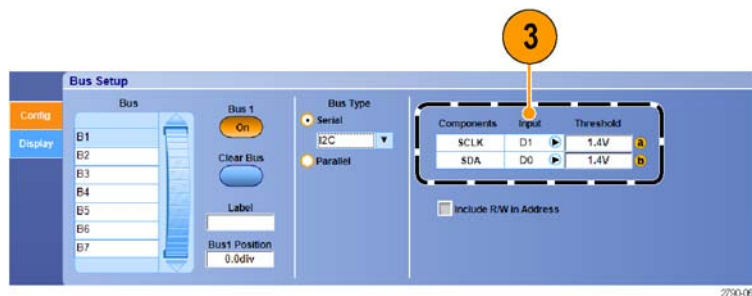 3
Bus Setup
Config
Display
Bus
B1
B2
B3
B4
B5
B6
B7
Bus 1
On
Clear Bus
Label
Bus1 Position
0.0div
Bus Type
Serial
I2C
Parallel
Components Input Threshold
SCLK D1 1.4V a
SDA D0 1.4V b
Include R/W in Address